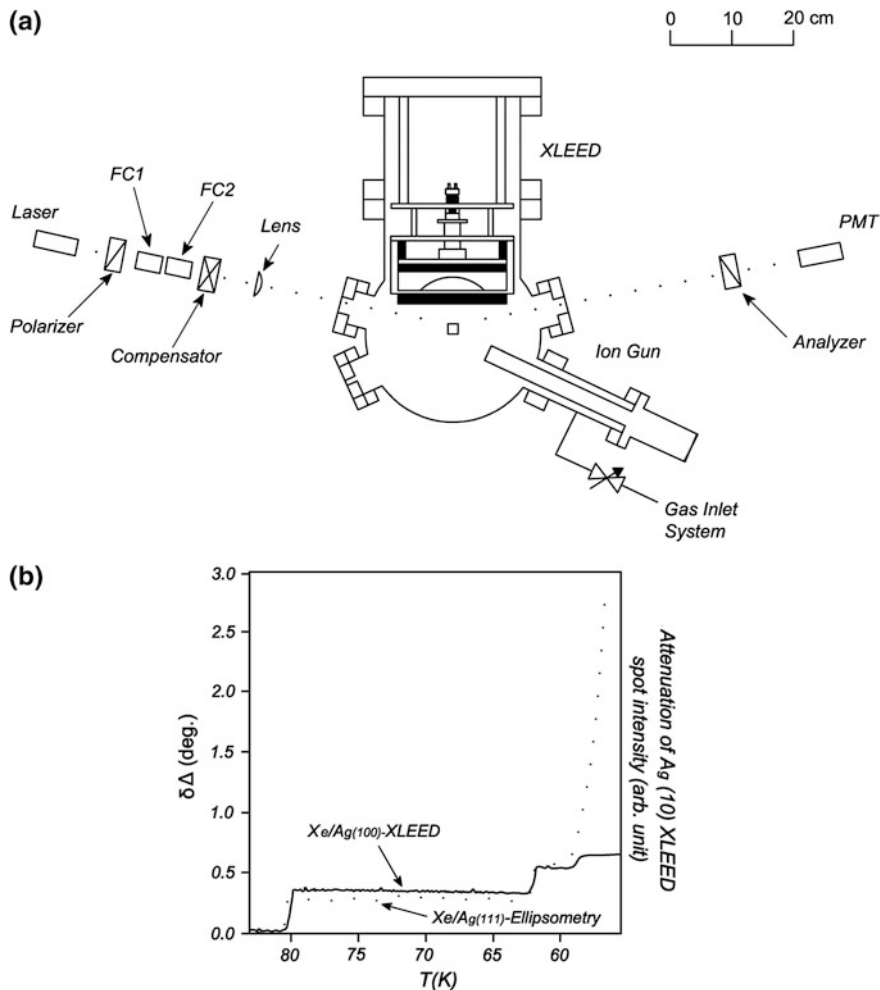 (a)
0 10 20 cm
XLEED
FC1
FC2
Laser
Lens
PMT
Polarizer
Compensator
Ion Gun
Analyzer
Gas Inlet
System
(b)
3.0
2.5
2.0
1.5
1.0
0.5
0.0
δΔ (deg.)
Xe/Ag(100)-XLEED
Xe/Ag(111)-Ellipsometry
80 75 70 65 60
T(K)
Attenuation of Ag (10) XLEED
spot intensity (arb. unit)